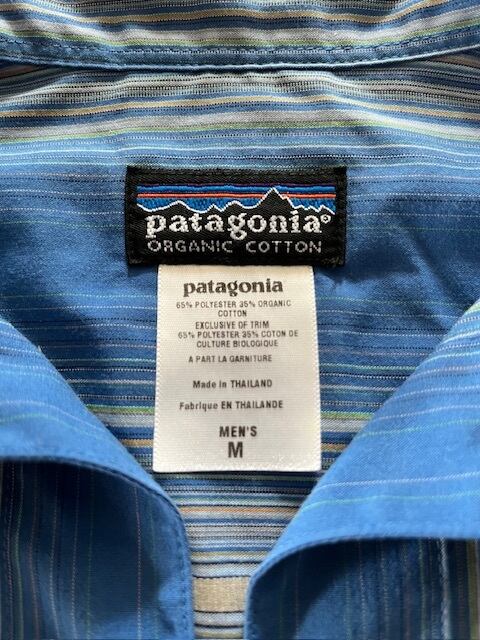 patagonia®
ORGANIC COTTON
patagonia
65% POLYESTER 35% ORGANIC
COTTON
EXCLUSIVE OF TRIM
65% POLYESTER 35% COTON DE
CULTURE BIOLOGIQUE
A PART LA GARNITURE
Made in THAILAND
Fabrique EN THAILANDE
MEN'S
M